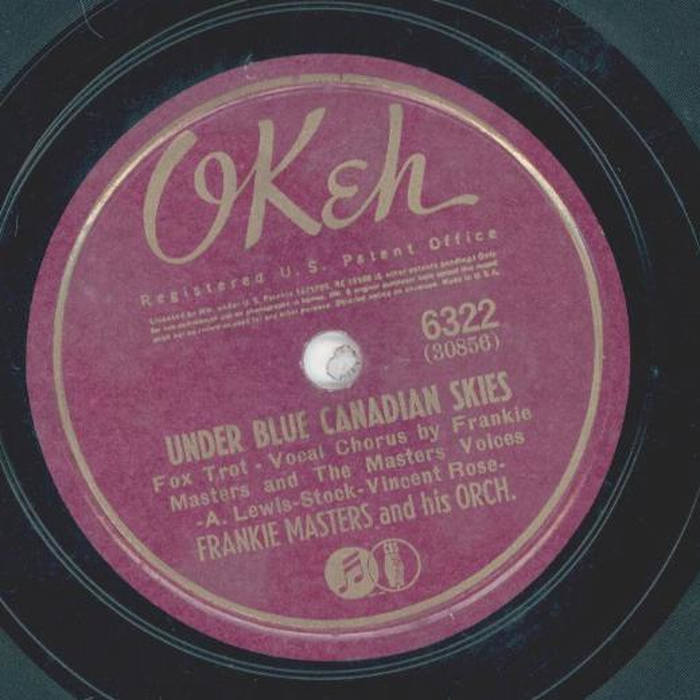 OKeh
Registered U.S. Patent Office
6322
(30856)
UNDER BLUE CANADIAN SKIES
Fox Trot - Vocal Chorus by Frankie
Masters and The Masters Voices
-A. Lewis-Stock-Vincent Rose-
FRANKIE MASTERS and his ORCH.